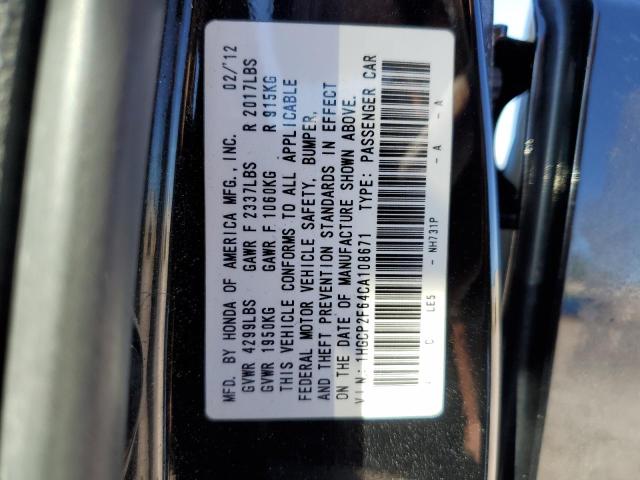 MFD. BY HONDA OF AMERICA MFG., INC. 02/'12
GVWR 4299LBS GAWR F 2337LBS R 2017LBS
GVWR 1950KG GAWR F 1060KG R 915KG
THIS VEHICLE CONFORMS TO ALL APPLICABLE
FEDERAL MOTOR VEHICLE SAFETY, BUMPER,
AND THEFT PREVENTION STANDARDS IN EFFECT
ON THE DATE OF MANUFACTURE SHOWN ABOVE.
V.I.N.: 1HGCP2F64CA108671 TYPE: PASSENGER CAR
C LE5 - NH731P - A - A